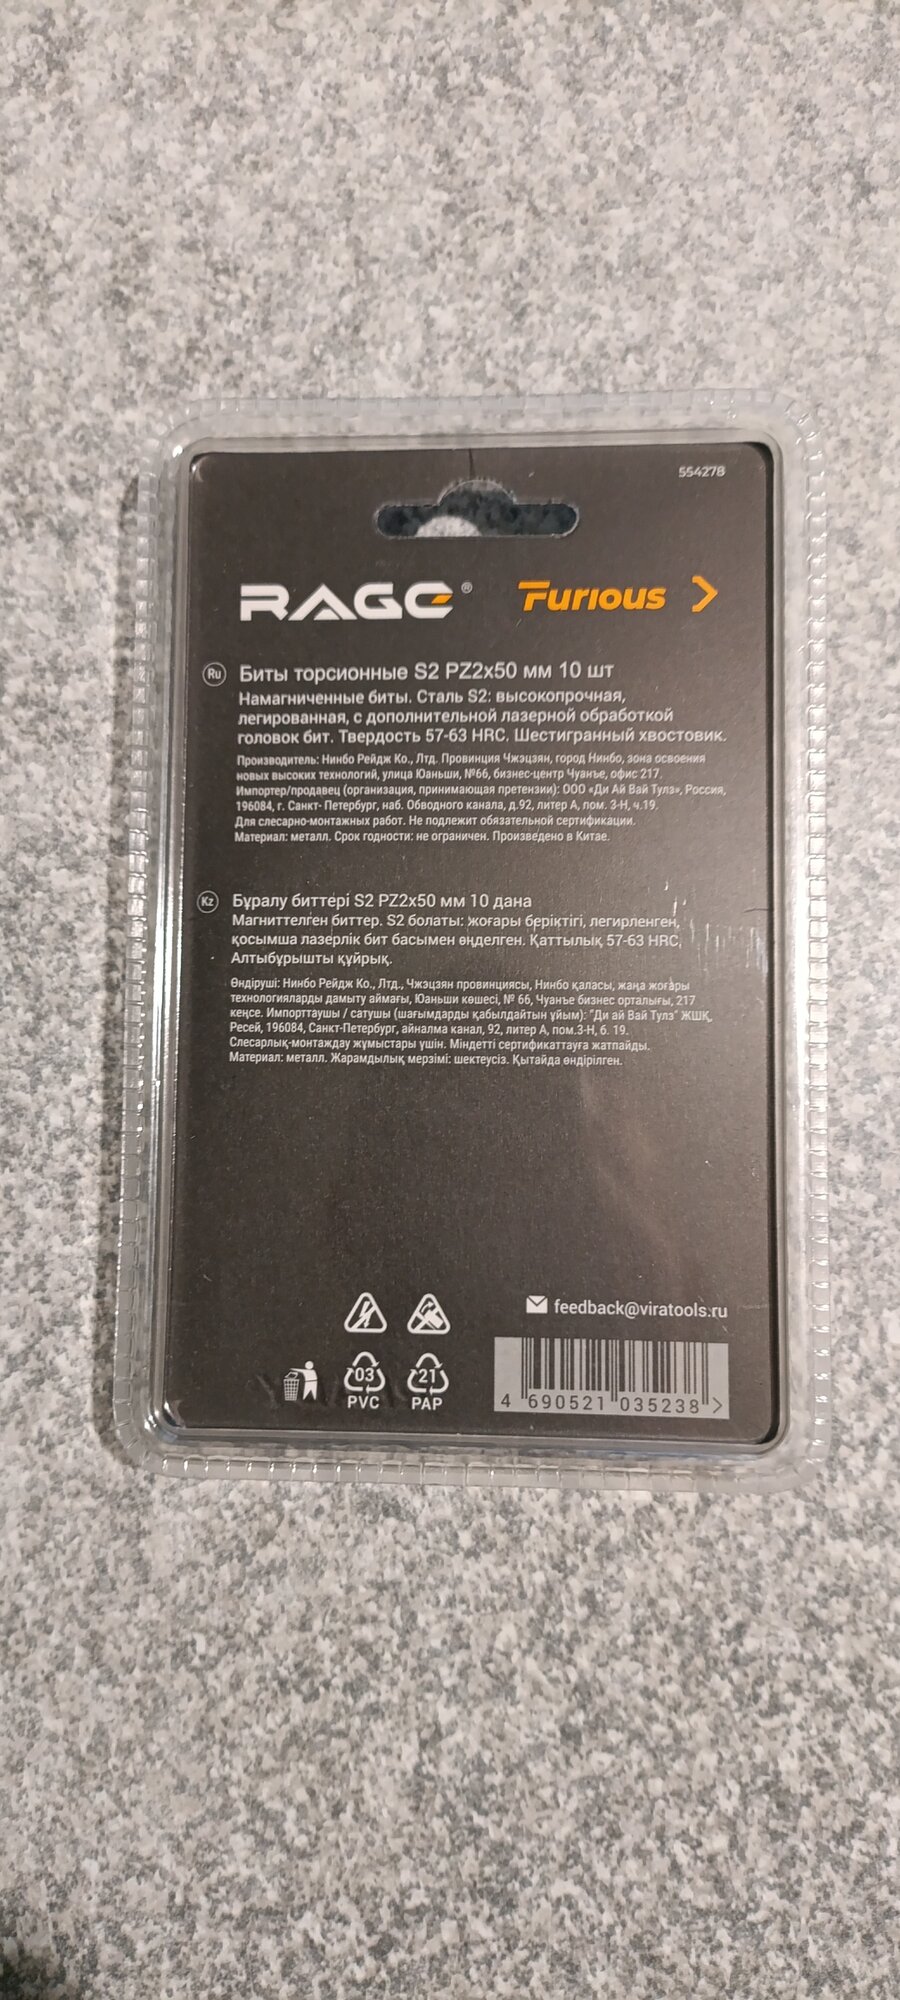 554278
RAGE®
Furious
Ru Биты торсионные S2 PZ2x50 мм 10 шт
Намагниченные биты. Сталь S2: высокопрочная,
легированная, с дополнительной лазерной обработкой
головок бит. Твердость 57-63 HRC. Шестигранный хвостовик.
Производитель: Нинбо Рейдж Ко., Лтд. Провинция Чжэцзян, город Нинбо, зона освоения
новых высоких технологий, улица Юаньши, №66, бизнес-центр Чуанъе, офис 217.
Импортер/продавец (организация, принимающая претензии): ООО «Ди Ай Вай Тулз», Россия,
196084, г. Санкт- Петербург, наб. Обводного канала, д.92, литер А, пом. 3-Н, ч.19.
Для слесарно-монтажных работ. Не подлежит обязательной сертификации.
Материал: металл. Срок годности: не ограничен. Произведено в Китае.
Kz Бұралу биттері S2 PZ2x50 мм 10 дана
Магниттелген биттер. S2 болаты: жоғары беріктігі, легирленген,
қосымша лазерлік бит басымен өңделген. Қаттылық 57-63 HRC.
Алтыбұрышты құйрық.
Өндіруші: Нинбо Рейдж Ко., Лтд., Чжэцзян провинциясы, Нинбо қаласы, жаңа жоғары
технологияларды дамыту аймағы, Юаньши көшесі, № 66, Чуанъе бизнес орталығы, 217
кеңсе. Импорттаушы / сатушы (шағымдарды қабылдайтын ұйым): "Ди ай Вай Тулз" ЖШҚ,
Ресей, 196084, Санкт-Петербург, айналма канал, 92, литер А, пом.3-Н, б. 19.
Слесарлық-монтаждау жұмыстары үшін. Міндетті сертификаттауға жатпайды.
Материал: металл. Жарамдылық мерзімі: шектеусіз. Қытайда өндірілген.
feedback@viratools.ru
03 21
PVC PAP
4 690521 035238 >